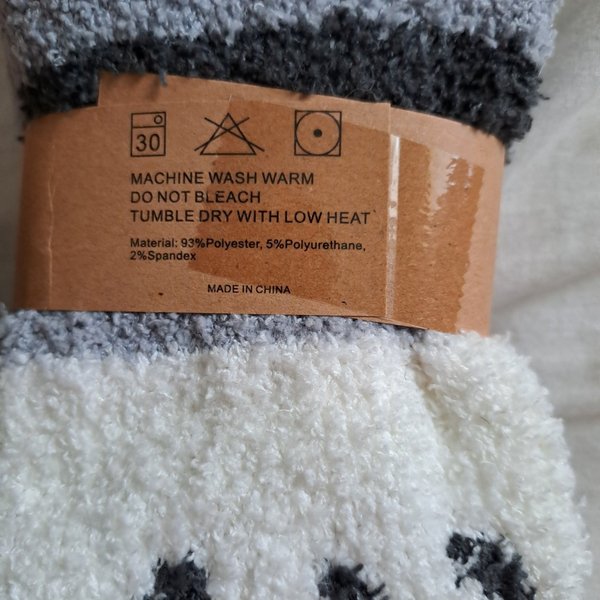 30
MACHINE WASH WARM
DO NOT BLEACH
TUMBLE DRY WITH LOW HEAT
Material: 93%Polyester, 5%Polyurethane,
2%Spandex
MADE IN CHINA